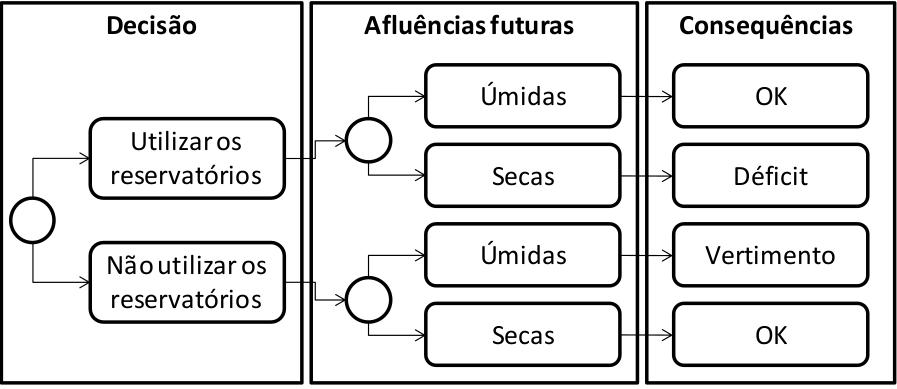 Decisão
Afluências futuras
Consequências
Utilizar os
reservatórios
Não utilizar os
reservatórios
Úmidas
Secas
Úmidas
Secas
OK
Déficit
Vertimento
OK